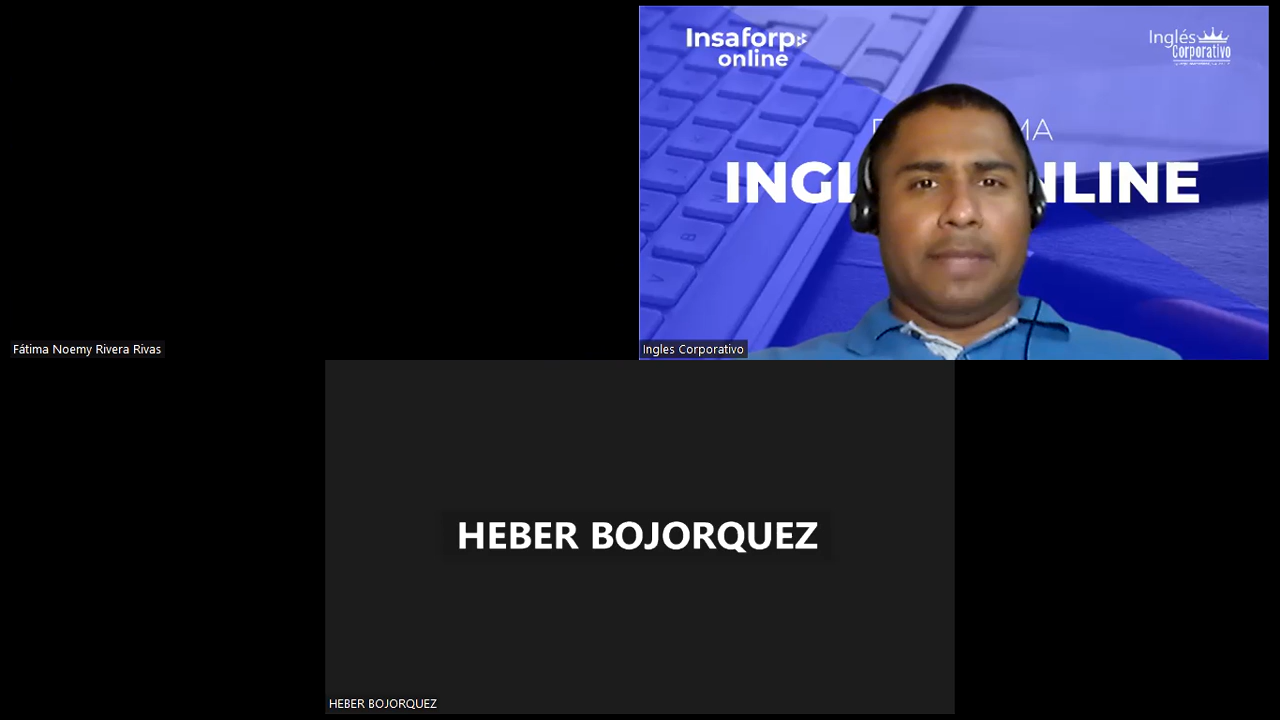 Insaforp
online
Inglés
Corporativo
INGL NLINE
Fátima Noemy Rivera Rivas
Ingles Corporativo
HEBER BOJORQUEZ
HEBER BOJORQUEZ